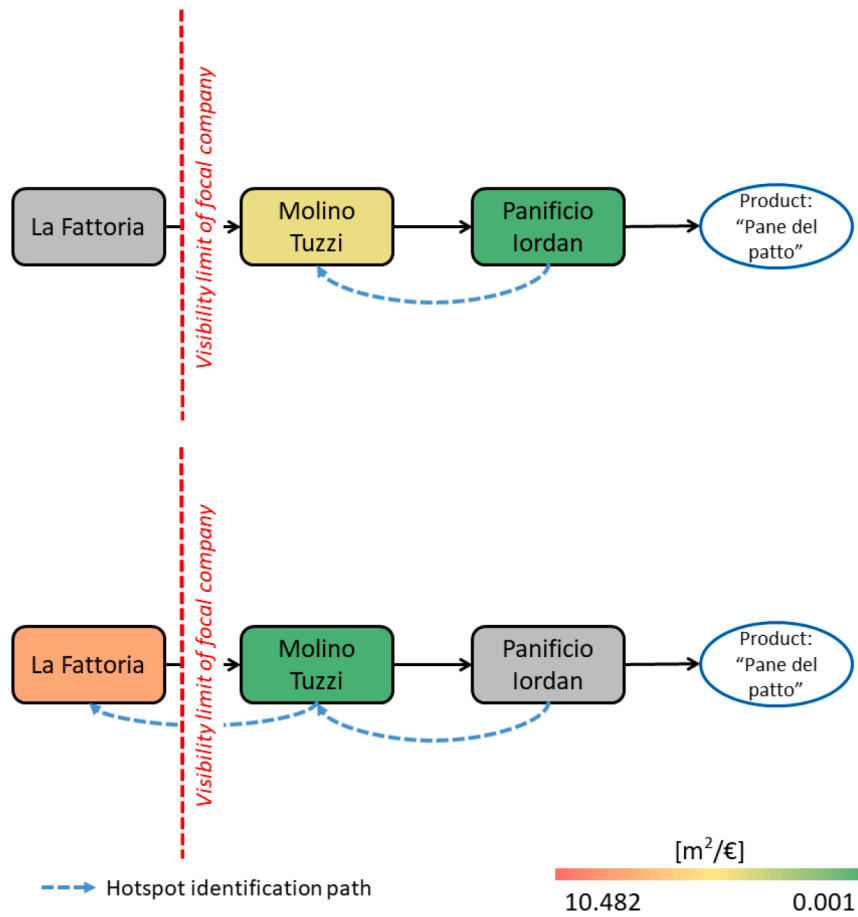 Visibility limit of focal company
La Fattoria
Molino
Tuzzi
Panificio
Iordan
Product:
“Pane del
patto”
Visibility limit of focal company
La Fattoria
Molino
Tuzzi
Panificio
Iordan
Product:
“Pane del
patto”
Hotspot identification path
[m²/€]
10.482 0.001